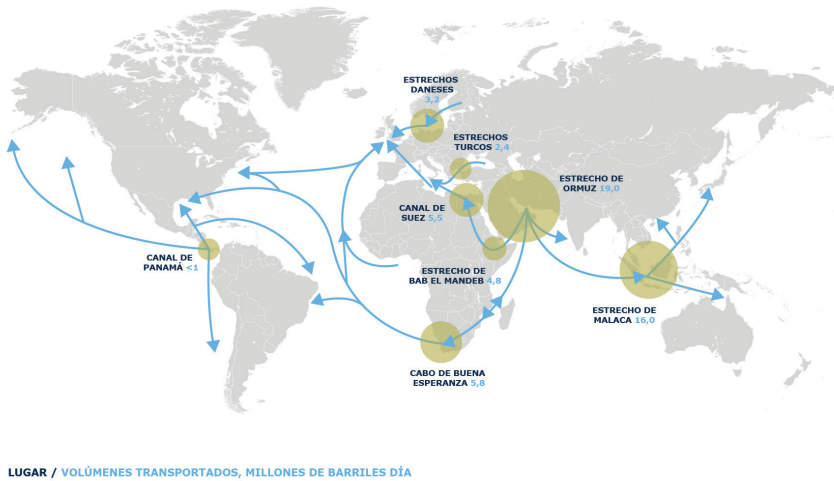 ESTRECHOS
DANESES
3,2
ESTRECHOS
TURCOS 2,4
ESTRECHO DE
ORMUZ 19,0
CANAL DE
SUEZ 5,5
CANAL DE
PANAMÁ <1
ESTRECHO DE
BAB EL MANDEB 4,8
ESTRECHO DE
MALACA 16,0
CABO DE BUENA
ESPERANZA 5,8
LUGAR / VOLÚMENES TRANSPORTADOS, MILLONES DE BARRILES DÍA